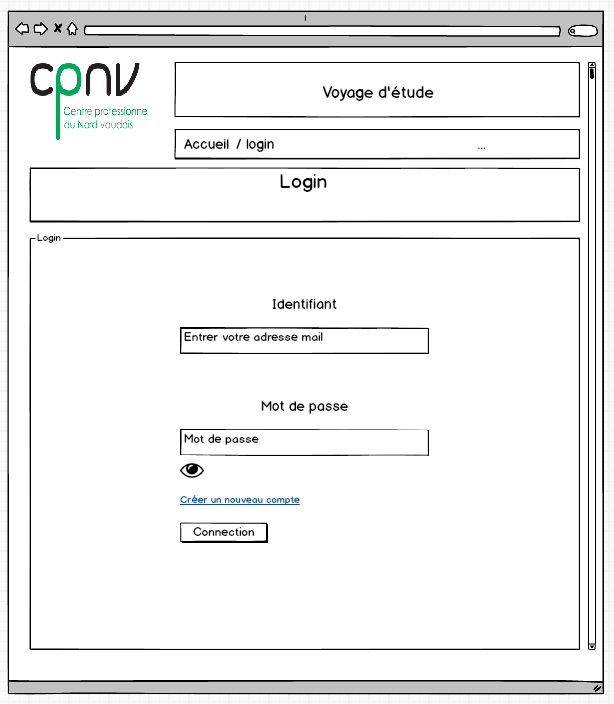 cpnv
Centre professionne
du Nord vaudois
Voyage d'étude
Accueil / login ...
Login
Login
Identifiant
Entrer votre adresse mail
Mot de passe
Mot de passe
Créer un nouveau compte
Connection